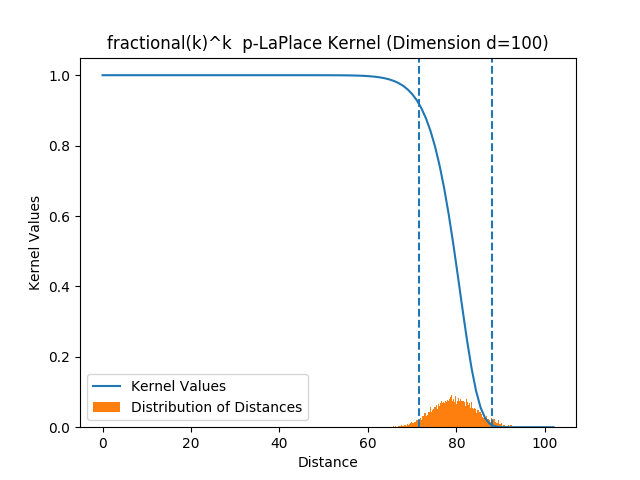 fractional(k)^k  p-LaPlace Kernel (Dimension d=100)
1.0
0.8
0.6
0.4
0.2
0.0
Kernel Values
Kernel Values
Distribution of Distances
0
20
40
60
80
100
Distance